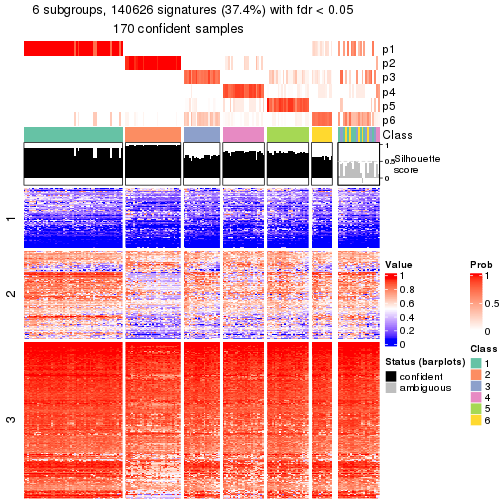 6 subgroups, 140626 signatures (37.4%) with fdr < 0.05
170 confident samples
p1
p2
p3
p4
p5
p6
Class
1
0.5
0
Silhouette
score
1
2
3
Value
1
0.8
0.6
0.4
0.2
0
Status (barplots)
confident
ambiguous
Prob
1
0.5
0
Class
1
2
3
4
5
6